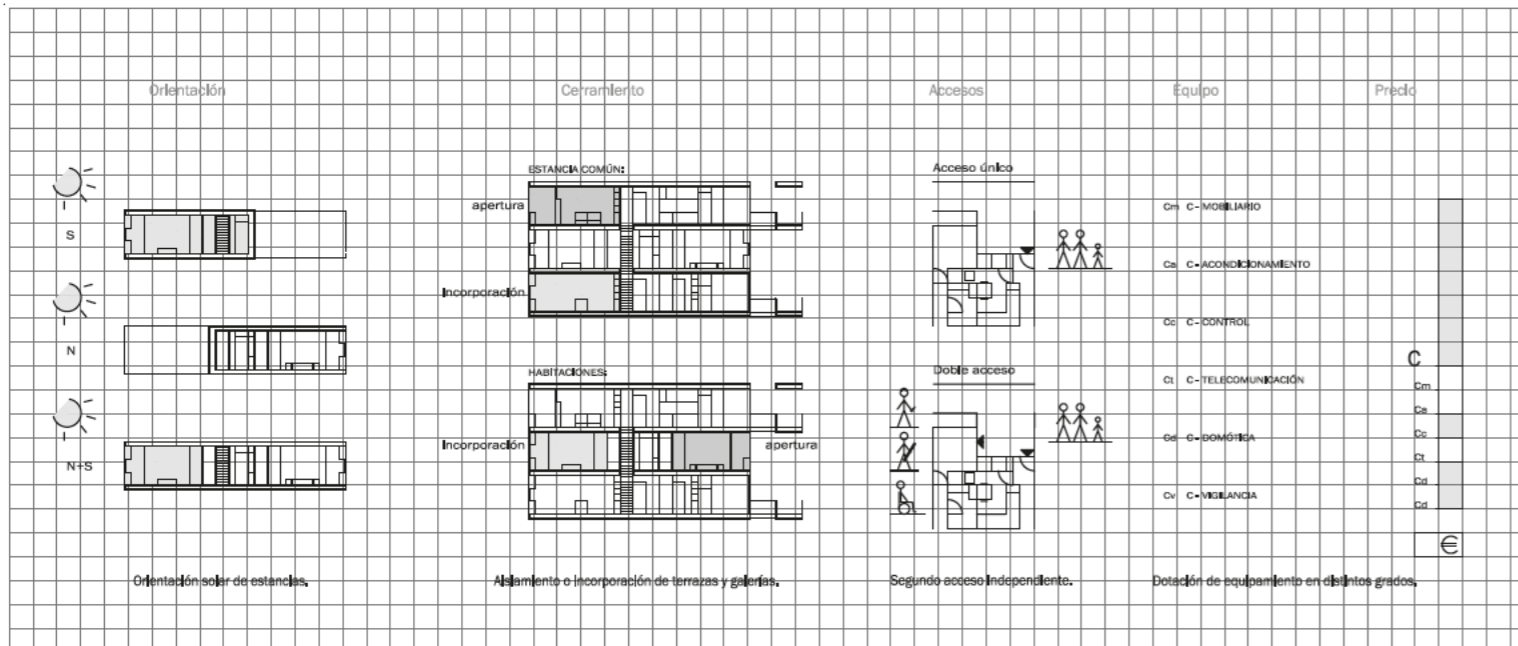 Orientación
Cerramiento
Accesos
Equipo
Precio
S
N
N+S
Orientación solar de estancias.
ESTANCIA COMÚN:
apertura
Incorporación
HABITACIONES:
Incorporación
apertura
Aislamiento o incorporación de terrazas y galerías.
Acceso único
Doble acceso
Segundo acceso independiente.
Cm C-MOBILIARIO
Ca C-ACONDICIONAMIENTO
Cc C-CONTROL
Ct C-TELECOMUNICACIÓN
Cd C-DOMÓTICA
Cv C-VIGILANCIA
Dotación de equipamiento en distintos grados.
C
Cm
Ca
Cc
Ct
Cd
Cd
€